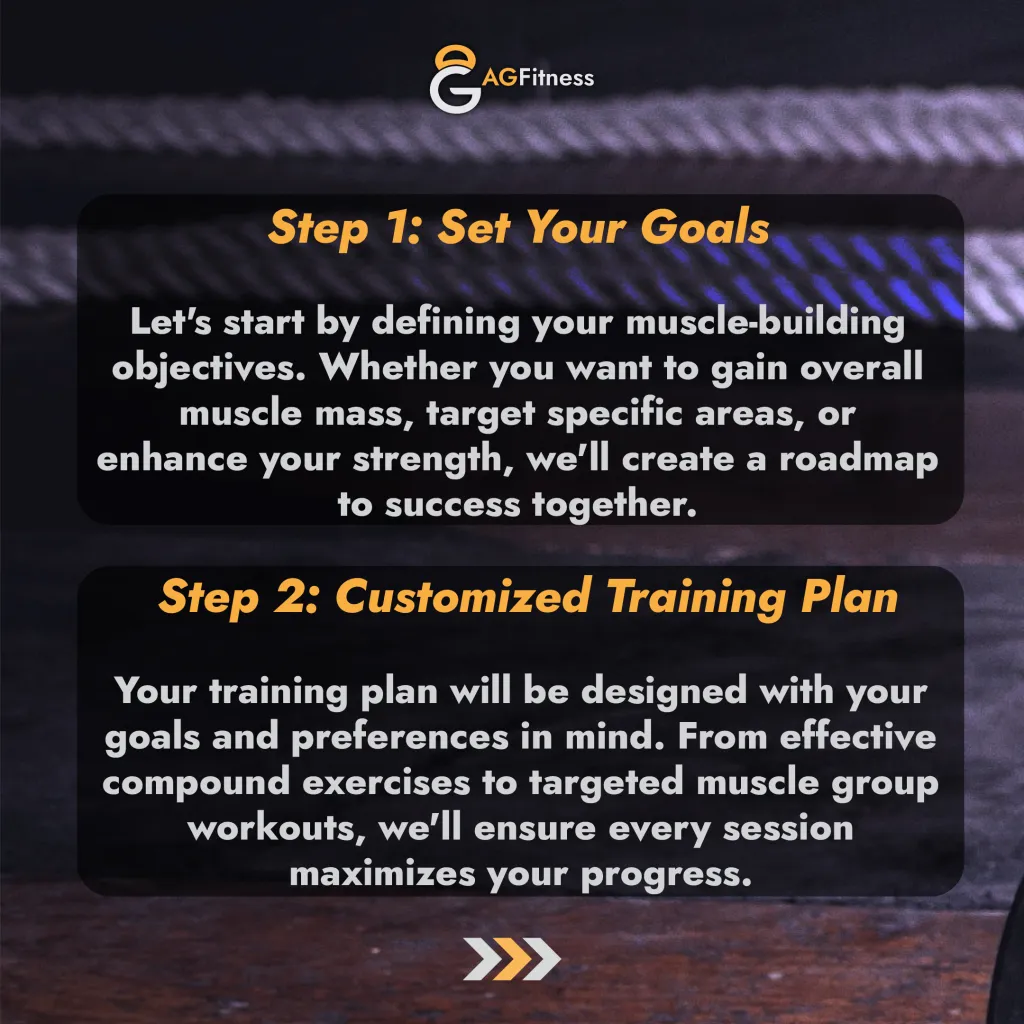 AGFitness
Step 1: Set Your Goals
Let's start by defining your muscle-building
objectives. Whether you want to gain overall
muscle mass, target specific areas, or
enhance your strength, we'll create a roadmap
to success together.
Step 2: Customized Training Plan
Your training plan will be designed with your
goals and preferences in mind. From effective
compound exercises to targeted muscle group
workouts, we'll ensure every session
maximizes your progress.